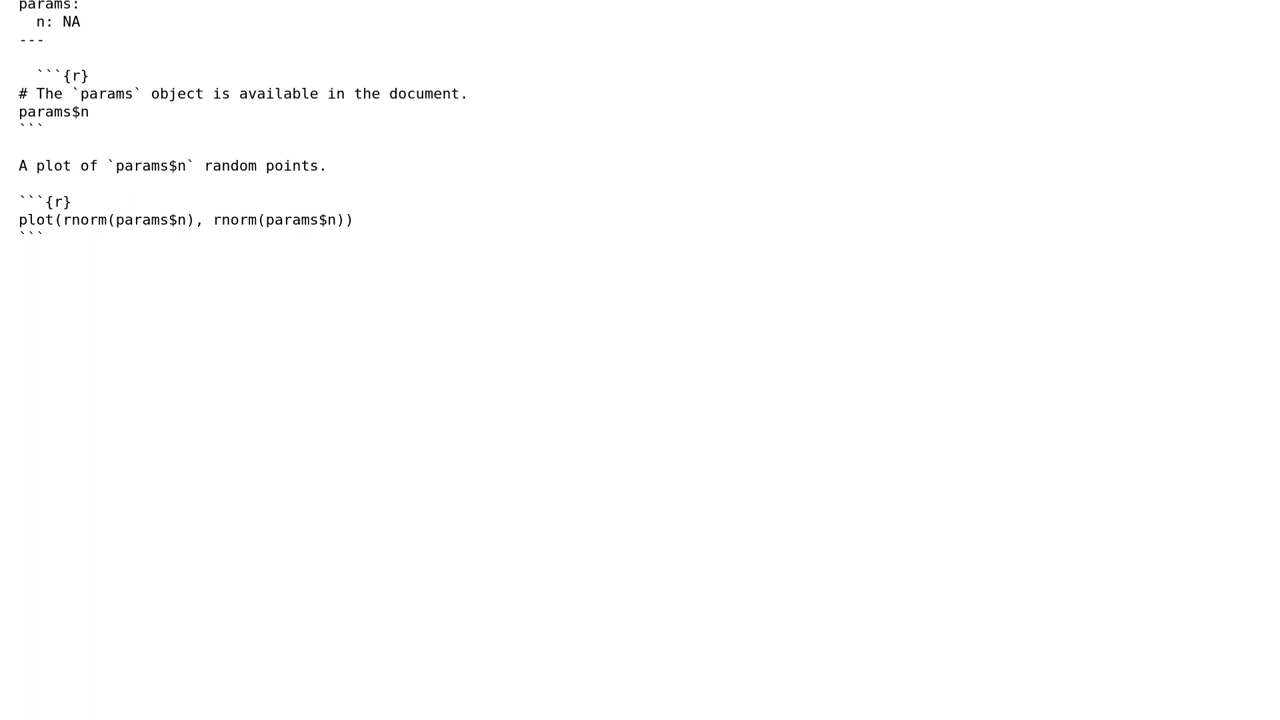 params:
  n: NA
---
  ```{r}
# The `params` object is available in the document.
params$n
```
A plot of `params$n` random points.
```{r}
plot(rnorm(params$n), rnorm(params$n))
```